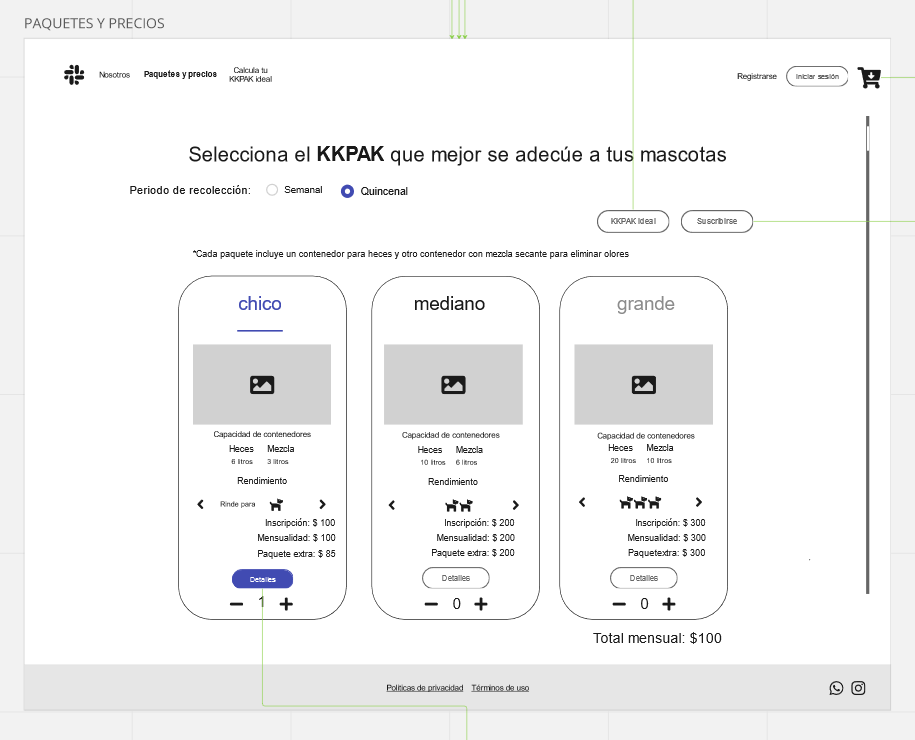 PAQUETES Y PRECIOS
Nosotros
Paquetes y precios
Calcula tu
KKPAK ideal
Registrarse
Iniciar sesión
Selecciona el KKPAK que mejor se adecúe a tus mascotas
Periodo de recolección:
Semanal
Quincenal
KKPAK ideal
Suscribirse
*Cada paquete incluye un contenedor para heces y otro contenedor con mezcla secante para eliminar olores
chico
Capacidad de contenedores
Heces Mezcla
6 litros 3 litros
Rendimiento
Rinde para
Inscripción: $ 100
Mensualidad: $ 100
Paquete extra: $ 85
Detalles
1
mediano
Capacidad de contenedores
Heces Mezcla
10 litros 6 litros
Rendimiento
Inscripción: $ 200
Mensualidad: $ 200
Paquete extra: $ 200
Detalles
0
grande
Capacidad de contenedores
Heces Mezcla
20 litros 10 litros
Rendimiento
Inscripción: $ 300
Mensualidad: $ 300
Paquetextra: $ 300
Detalles
0
Total mensual: $100
Políticas de privacidad
Términos de uso